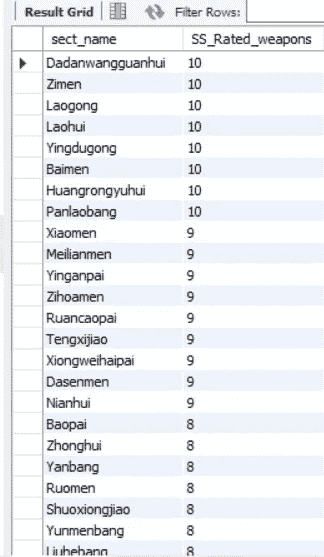 Result Grid Filter Rows:
sect_name SS_Rated_weapons
Dadanwangguanhui 10
Zimen 10
Laogong 10
Laohui 10
Yingdugong 10
Baimen 10
Huangrongyuhui 10
Panlaobang 10
Xiaomen 9
Meilianmen 9
Yinganpai 9
Zihoamen 9
Ruancaopai 9
Tengxijiao 9
Xiongweihaipai 9
Dasenmen 9
Nianhui 9
Baopai 8
Zhonghui 8
Yanbang 8
Ruomen 8
Shuoxiongjiao 8
Yunmenbang 8
Liuhebang 8